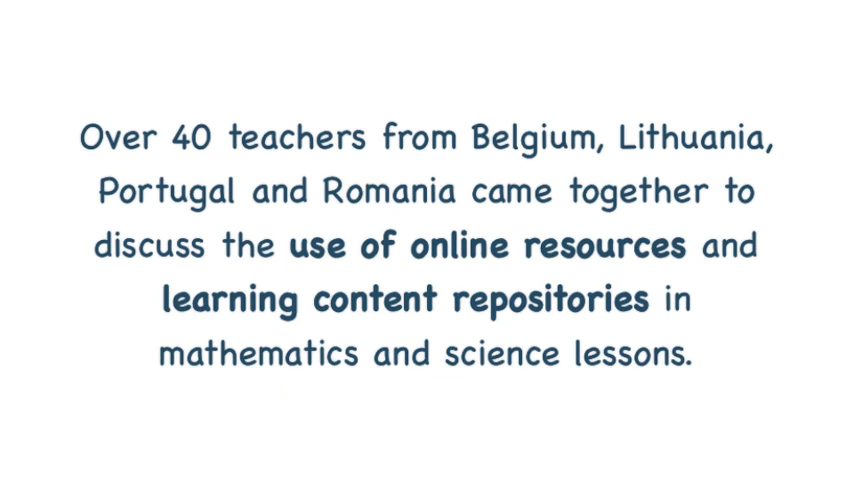 Over 40 teachers from Belgium, Lithuania,
Portugal and Romania came together to
discuss the use of online resources and
learning content repositories in
mathematics and science lessons.